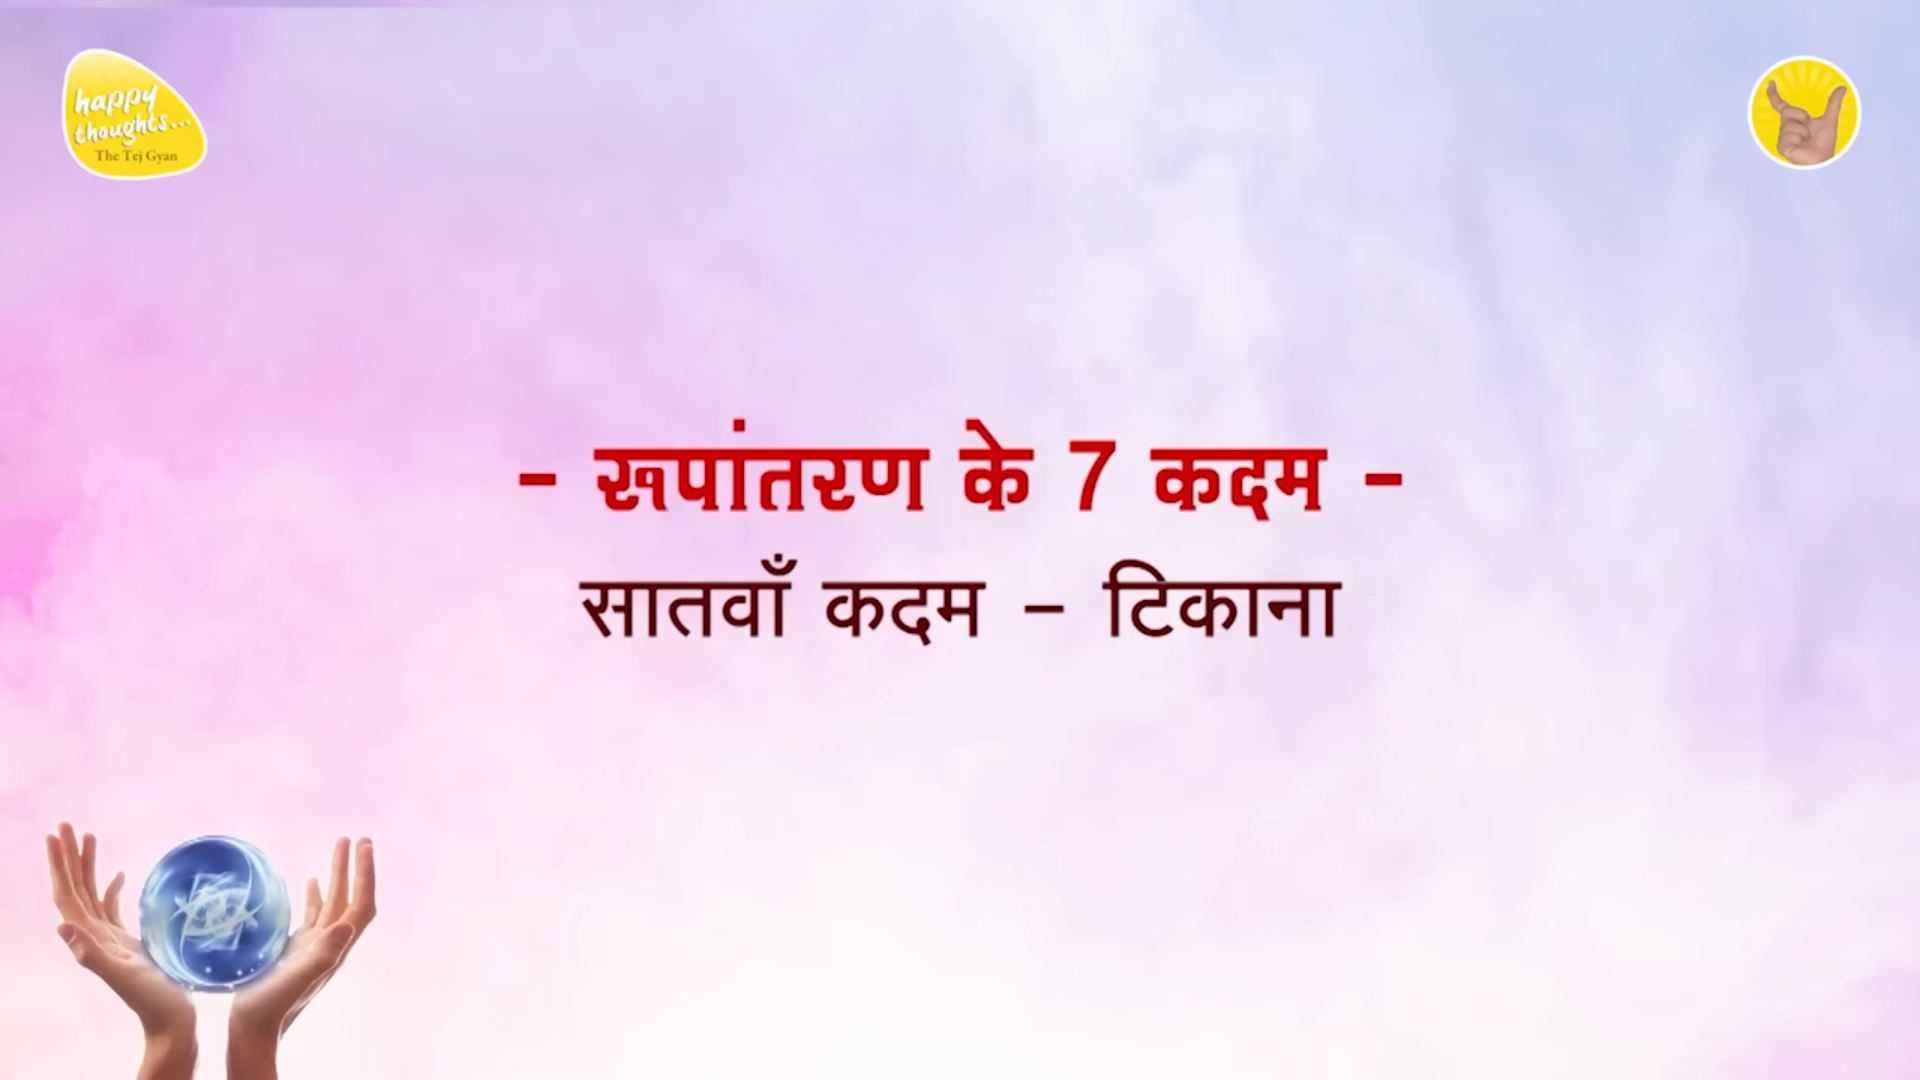 happy
thoughts...
The Tej Gyan
- रूपांतरण के 7 कदम -
सातवाँ कदम – टिकाना